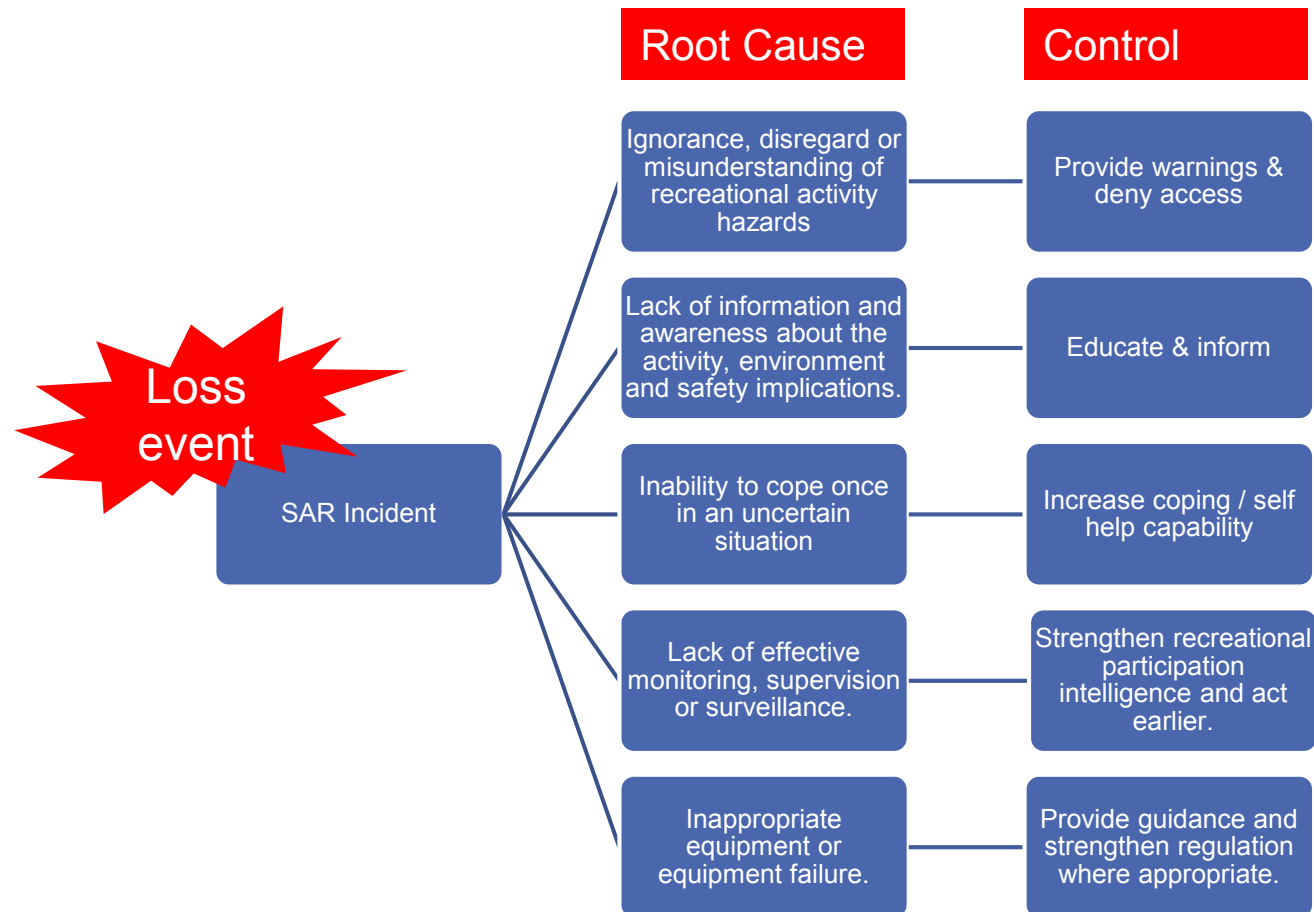 Root Cause
Control
Ignorance, disregard or
misunderstanding of
recreational activity
hazards
Provide warnings &
deny access
Lack of information and
awareness about the
activity, environment
and safety implications.
Educate & inform
Loss
event
SAR Incident
Inability to cope once
in an uncertain
situation
Increase coping / self
help capability
Lack of effective
monitoring, supervision
or surveillance.
Strengthen recreational
participation
intelligence and act
earlier.
Inappropriate
equipment or
equipment failure.
Provide guidance and
strengthen regulation
where appropriate.